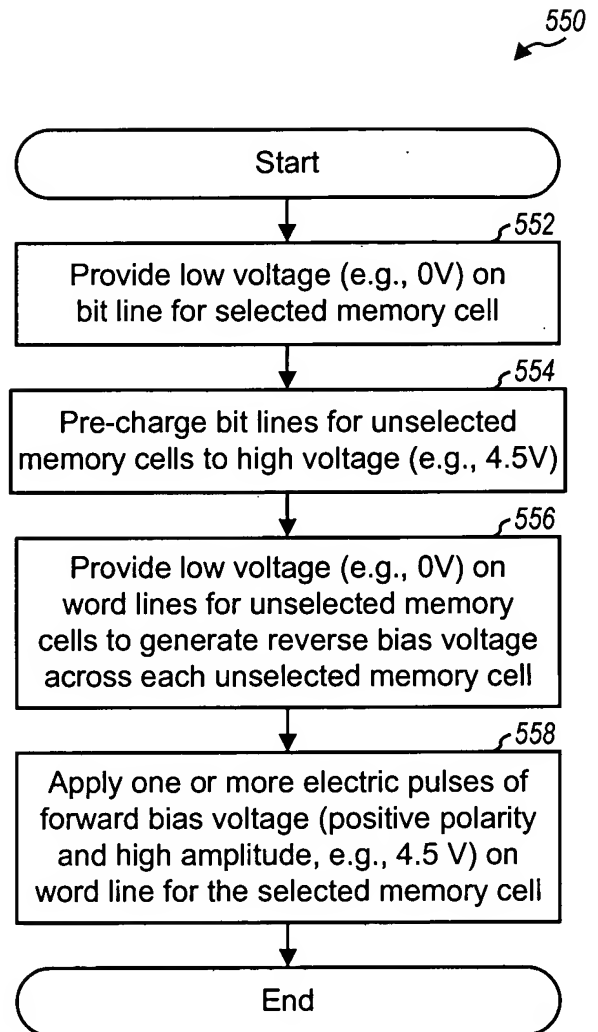 550
Start
552
Provide low voltage (e.g., 0V) on
bit line for selected memory cell
554
Pre-charge bit lines for unselected
memory cells to high voltage (e.g., 4.5V)
556
Provide low voltage (e.g., 0V) on
word lines for unselected memory
cells to generate reverse bias voltage
across each unselected memory cell
558
Apply one or more electric pulses of
forward bias voltage (positive polarity
and high amplitude, e.g., 4.5 V) on
word line for the selected memory cell
End